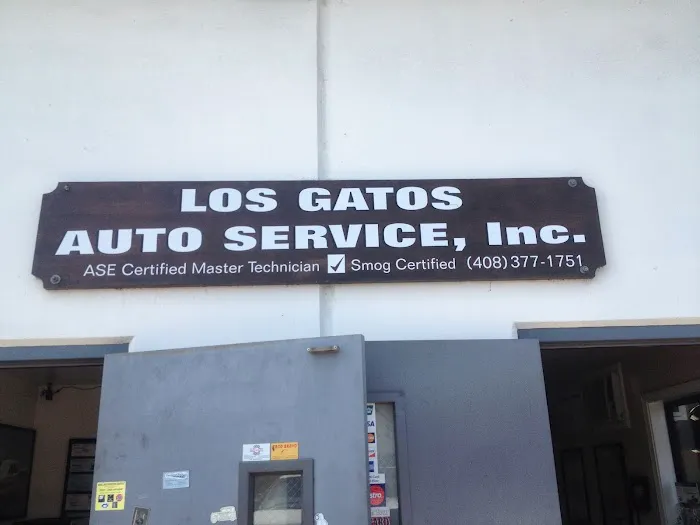 LOS GATOS
AUTO SERVICE, Inc.
ASE Certified Master Technician ✓ Smog Certified (408) 377-1751